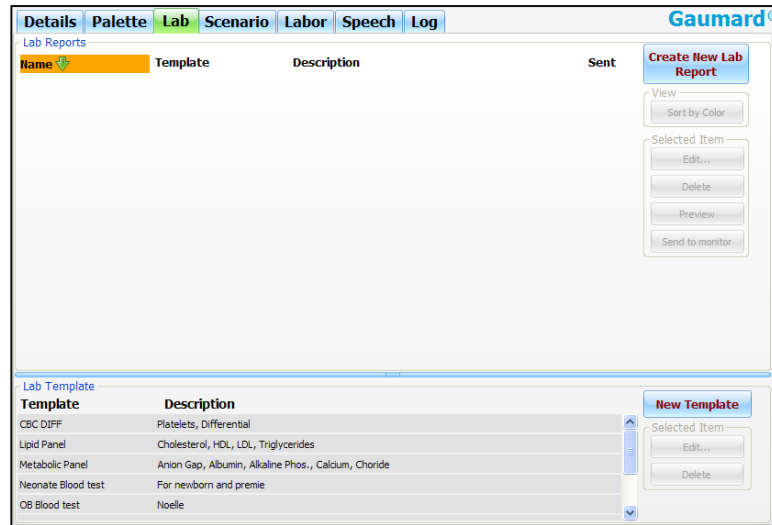 Details Palette Lab Scenario Labor Speech Log Gaumard®
Lab Reports
Name Template Description Sent
Create New Lab
Report
View
Sort by Color
Selected Item
Edit...
Delete
Preview
Send to monitor
Lab Template
Template Description
CBC DIFF Platelets, Differential
Lipid Panel Cholesterol, HDL, LDL, Triglycerides
Metabolic Panel Anion Gap, Albumin, Alkaline Phos., Calcium, Choride
Neonate Blood test For newborn and premie
OB Blood test Noelle
New Template
Selected Item
Edit...
Delete